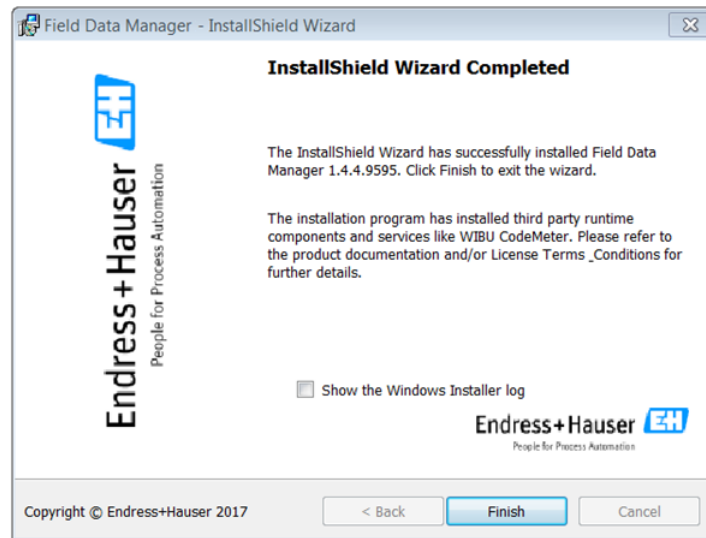 Field Data Manager - InstallShield Wizard
InstallShield Wizard Completed
The InstallShield Wizard has successfully installed Field Data
Manager 1.4.4.9595. Click Finish to exit the wizard.
The installation program has installed third party runtime
components and services like WIBU CodeMeter. Please refer to
the product documentation and/or License Terms _Conditions for
further details.
Show the Windows Installer log
Endress+Hauser EH
People for Process Automation
Endress+Hauser EH
People for Process Automation
Copyright © Endress+Hauser 2017
< Back
Finish
Cancel